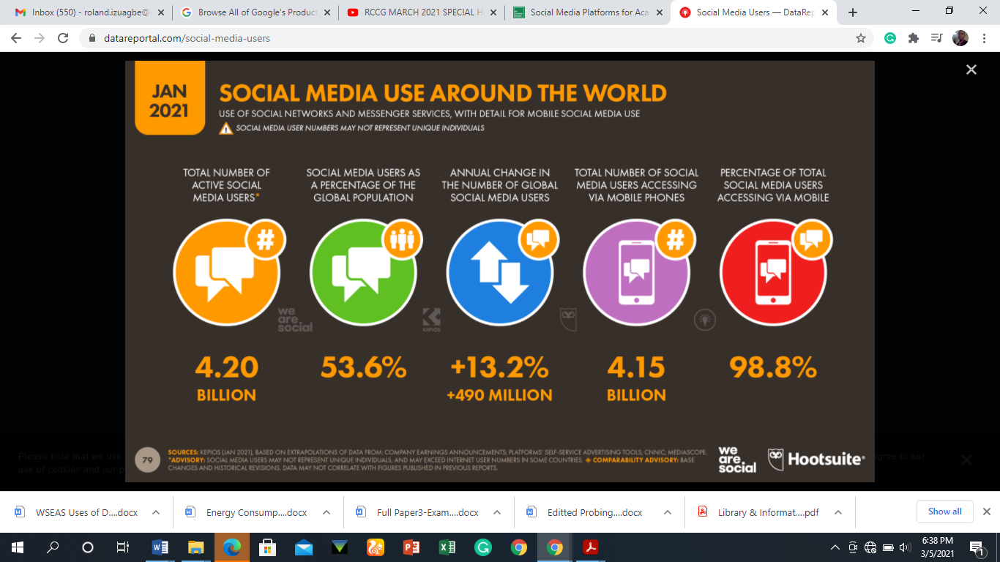 Inbox (550) - roland.izuagbe@
Browse All of Google's Product
RCCG MARCH 2021 SPECIAL H
Social Media Platforms for Aca
Social Media Users — DataRep
datareportal.com/social-media-users
JAN
2021
SOCIAL MEDIA USE AROUND THE WORLD
USE OF SOCIAL NETWORKS AND MESSENGER SERVICES, WITH DETAIL FOR MOBILE SOCIAL MEDIA USE
SOCIAL MEDIA USER NUMBERS MAY NOT REPRESENT UNIQUE INDIVIDUALS
TOTAL NUMBER OF
ACTIVE SOCIAL
MEDIA USERS*
SOCIAL MEDIA USERS AS
A PERCENTAGE OF THE
GLOBAL POPULATION
ANNUAL CHANGE IN
THE NUMBER OF GLOBAL
SOCIAL MEDIA USERS
TOTAL NUMBER OF SOCIAL
MEDIA USERS ACCESSING
VIA MOBILE PHONES
PERCENTAGE OF TOTAL
SOCIAL MEDIA USERS
ACCESSING VIA MOBILE
#
#
we
are
social
KEPIOS
4.20
BILLION
53.6%
+13.2%
+490 MILLION
4.15
BILLION
98.8%
79
SOURCES: KEPIOS (JAN 2021), BASED ON EXTRAPOLATIONS OF DATA FROM: COMPANY EARNINGS ANNOUNCEMENTS; PLATFORMS' SELF-SERVICE ADVERTISING TOOLS; CNNIC; MEDIASCOPE.
*ADVISORY: SOCIAL MEDIA USERS MAY NOT REPRESENT UNIQUE INDIVIDUALS, AND MAY EXCEED INTERNET USER NUMBERS IN SOME COUNTRIES. COMPARABILITY ADVISORY: BASE
CHANGES AND HISTORICAL REVISIONS. DATA MAY NOT CORRELATE WITH FIGURES PUBLISHED IN PREVIOUS REPORTS.
we
are
social
Hootsuite®
Please note that we use
use of cookies and our p
agree to our
WSEAS Uses of D....docx
Energy Consump....docx
Full Paper3-Exam....docx
Editted Probing....docx
Library & Informat....pdf
Show all
6:38 PM
3/5/2021
1